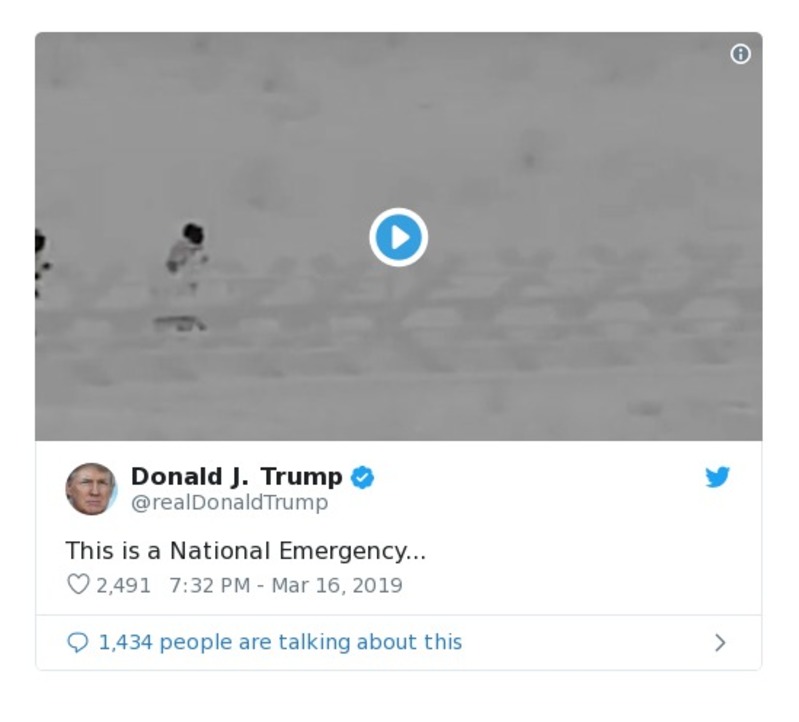 Donald J. Trump
@realDonaldTrump
This is a National Emergency...
2,491 7:32 PM - Mar 16, 2019
1,434 people are talking about this